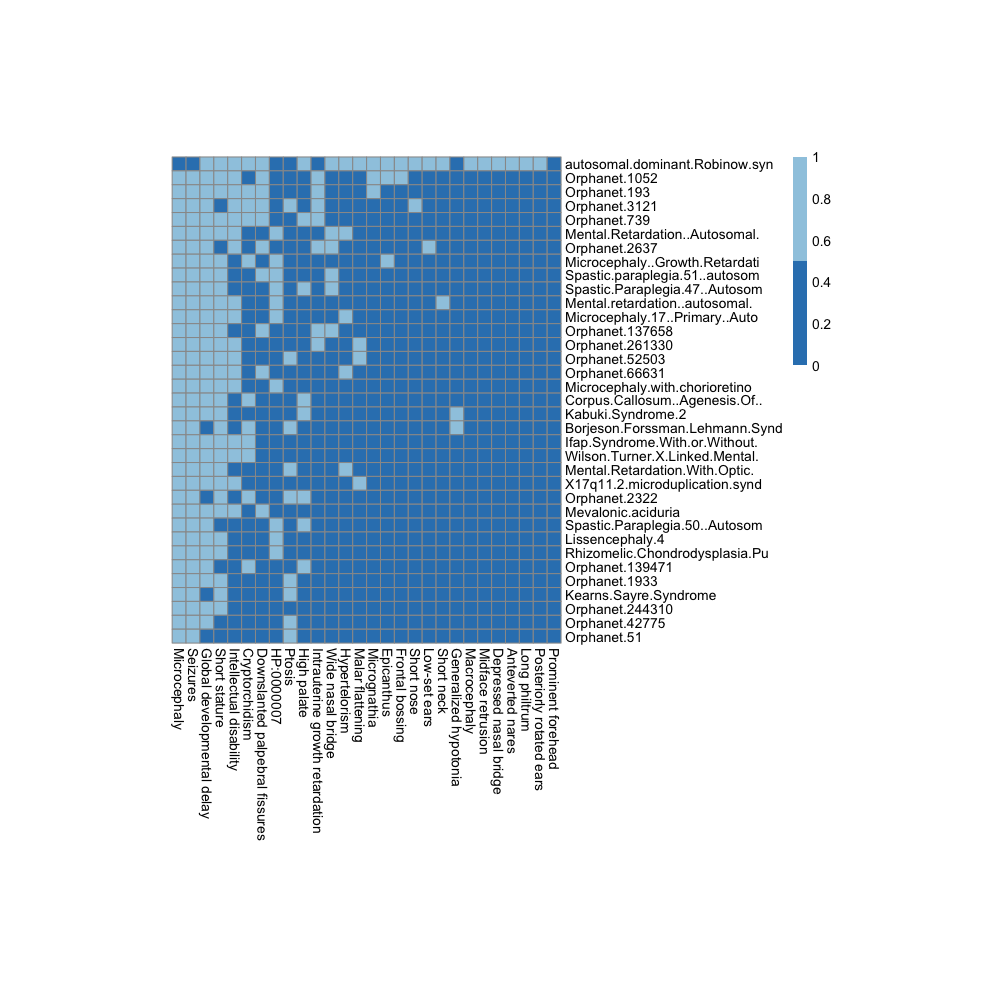 autosomal.dominant.Robinow.syn
Orphanet.1052
Orphanet.193
Orphanet.3121
Orphanet.739
Mental.Retardation..Autosomal.
Orphanet.2637
Microcephaly..Growth.Retardati
Spastic.paraplegia.51..autosom
Spastic.Paraplegia.47..Autosom
Mental.retardation..autosomal.
Microcephaly.17..Primary..Auto
Orphanet.137658
Orphanet.261330
Orphanet.52503
Orphanet.66631
Microcephaly.with.chorioretino
Corpus.Callosum..Agenesis.Of..
Kabuki.Syndrome.2
Borjeson.Forssman.Lehmann.Synd
Ifap.Syndrome.With.or.Without.
Wilson.Turner.X.Linked.Mental.
Mental.Retardation.With.Optic.
X17q11.2.microduplication.synd
Orphanet.2322
Mevalonic.aciduria
Spastic.Paraplegia.50..Autosom
Lissencephaly.4
Rhizomelic.Chondrodysplasia.Pu
Orphanet.139471
Orphanet.1933
Kearns.Sayre.Syndrome
Orphanet.244310
Orphanet.42775
Orphanet.51
1
0.8
0.6
0.4
0.2
0
Microcephaly
Seizures
Global developmental delay
Short stature
Intellectual disability
Cryptorchidism
Downslanted palpebral fissures
HP:0000007
Ptosis
High palate
Intrauterine growth retardation
Wide nasal bridge
Hypertelorism
Malar flattening
Micrognathia
Epicanthus
Frontal bossing
Short nose
Low-set ears
Short neck
Generalized hypotonia
Macrocephaly
Midface retrusion
Depressed nasal bridge
Anteverted nares
Long philtrum
Posteriorly rotated ears
Prominent forehead